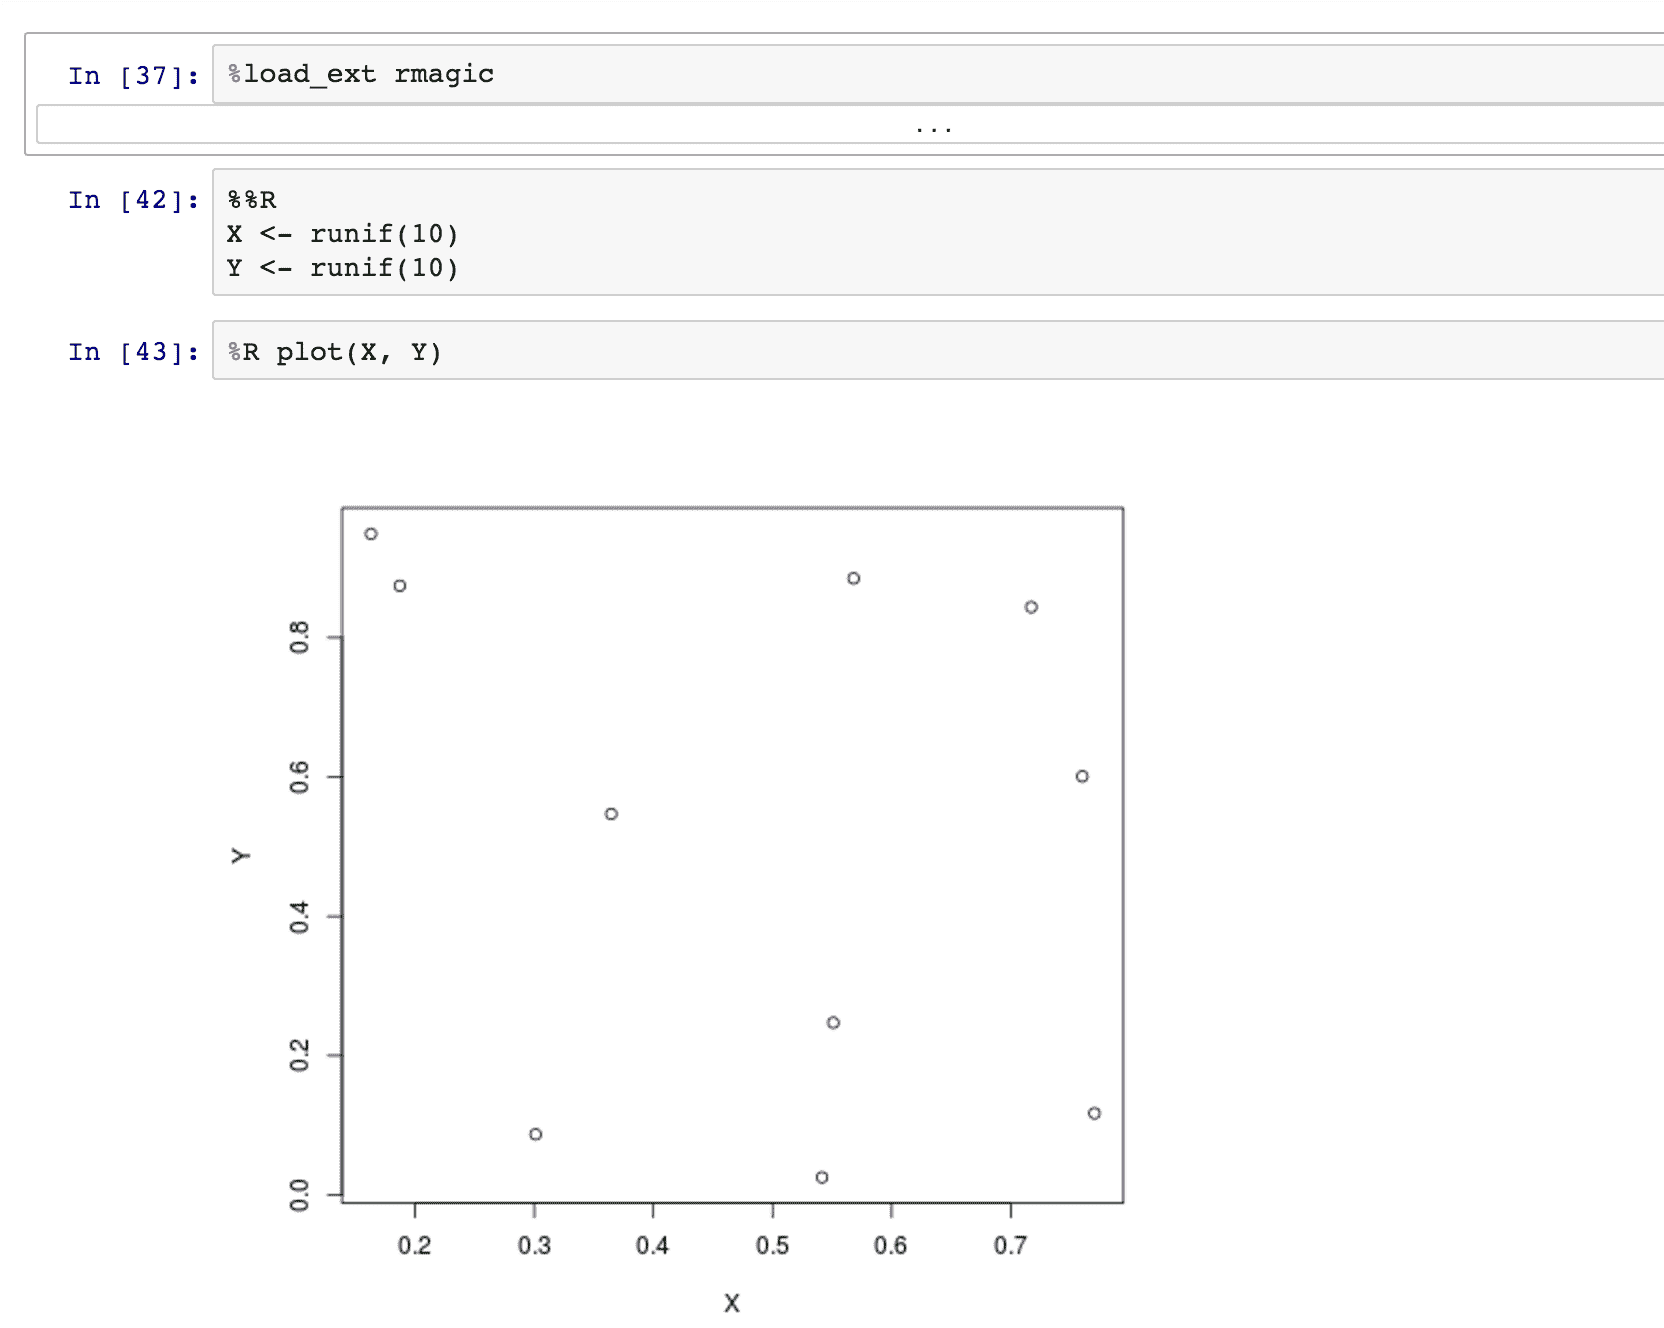 In [37]: %load_ext rmagic
...
In [42]: %%R
X <- runif(10)
Y <- runif(10)
In [43]: %R plot(X, Y)
0.8
0.6
Y
0.4
0.2
0.0
0.2 0.3 0.4 0.5 0.6 0.7
X